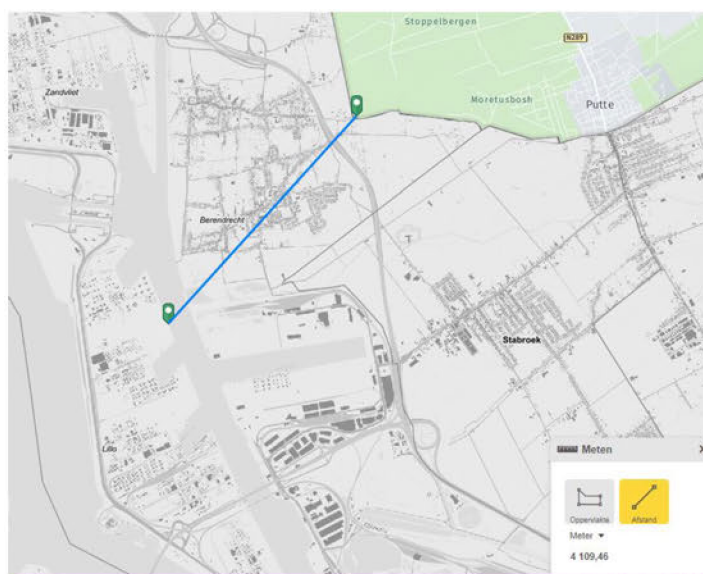 Stoppelbergen
N289
Zandvliet
Moretusbosh
Putte
Berendrecht
Stabroek
Lillo
Meten
X
Oppervlakte
Afstand
Meter
4 109,46